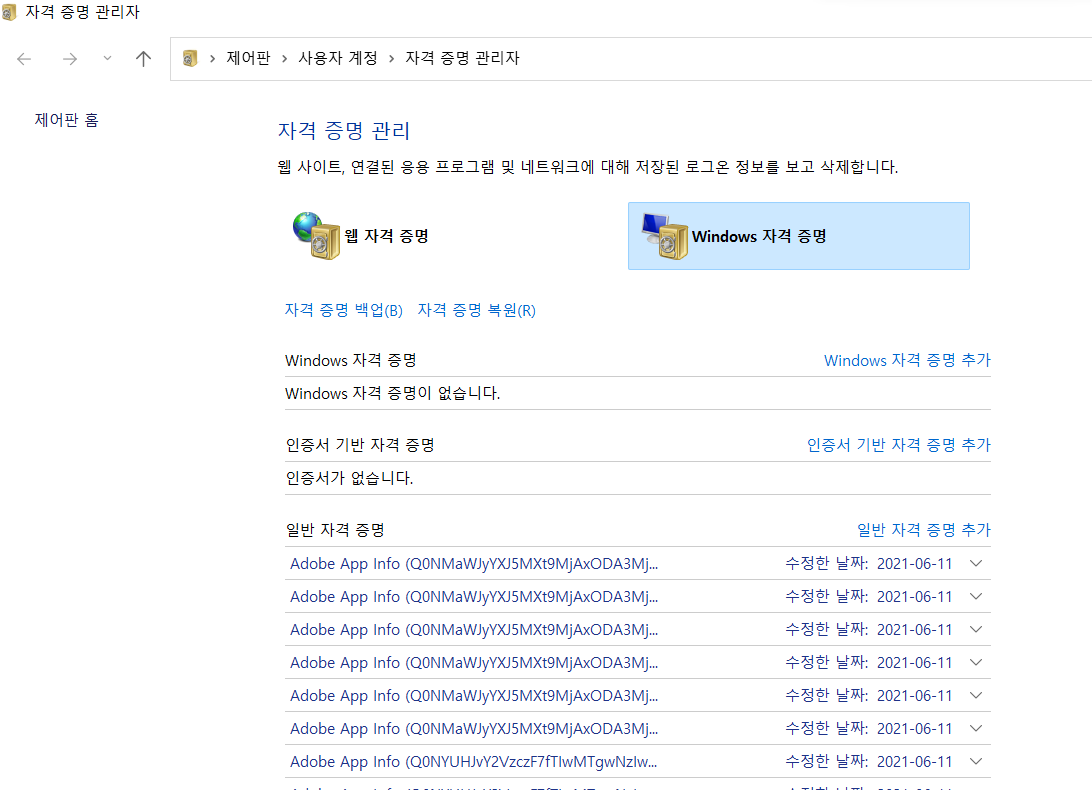 자격 증명 관리자
제어판 › 사용자 계정 › 자격 증명 관리자
제어판 홈
자격 증명 관리
웹 사이트, 연결된 응용 프로그램 및 네트워크에 대해 저장된 로그온 정보를 보고 삭제합니다.
웹 자격 증명
Windows 자격 증명
자격 증명 백업(B) 자격 증명 복원(R)
Windows 자격 증명 Windows 자격 증명 추가
Windows 자격 증명이 없습니다.
인증서 기반 자격 증명 인증서 기반 자격 증명 추가
인증서가 없습니다.
일반 자격 증명 일반 자격 증명 추가
Adobe App Info (Q0NMaWJyYXJ5MXt9MjAxODA3Mj... 수정한 날짜: 2021-06-11
Adobe App Info (Q0NMaWJyYXJ5MXt9MjAxODA3Mj... 수정한 날짜: 2021-06-11
Adobe App Info (Q0NMaWJyYXJ5MXt9MjAxODA3Mj... 수정한 날짜: 2021-06-11
Adobe App Info (Q0NMaWJyYXJ5MXt9MjAxODA3Mj... 수정한 날짜: 2021-06-11
Adobe App Info (Q0NMaWJyYXJ5MXt9MjAxODA3Mj... 수정한 날짜: 2021-06-11
Adobe App Info (Q0NMaWJyYXJ5MXt9MjAxODA3Mj... 수정한 날짜: 2021-06-11
Adobe App Info (Q0NYUHJvY2VzczF7fTIwMTgwNzIw... 수정한 날짜: 2021-06-11